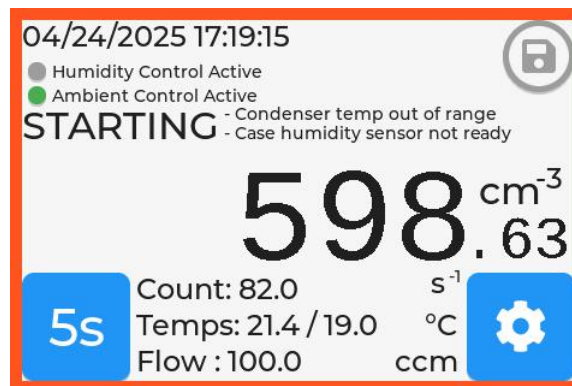 04/24/2025 17:19:15
Humidity Control Active
Ambient Control Active
STARTING - Condenser temp out of range
- Case humidity sensor not ready
598.63 cm-3
Count: 82.0 s-1
5s
Temps: 21.4 / 19.0 °C
Flow : 100.0 ccm